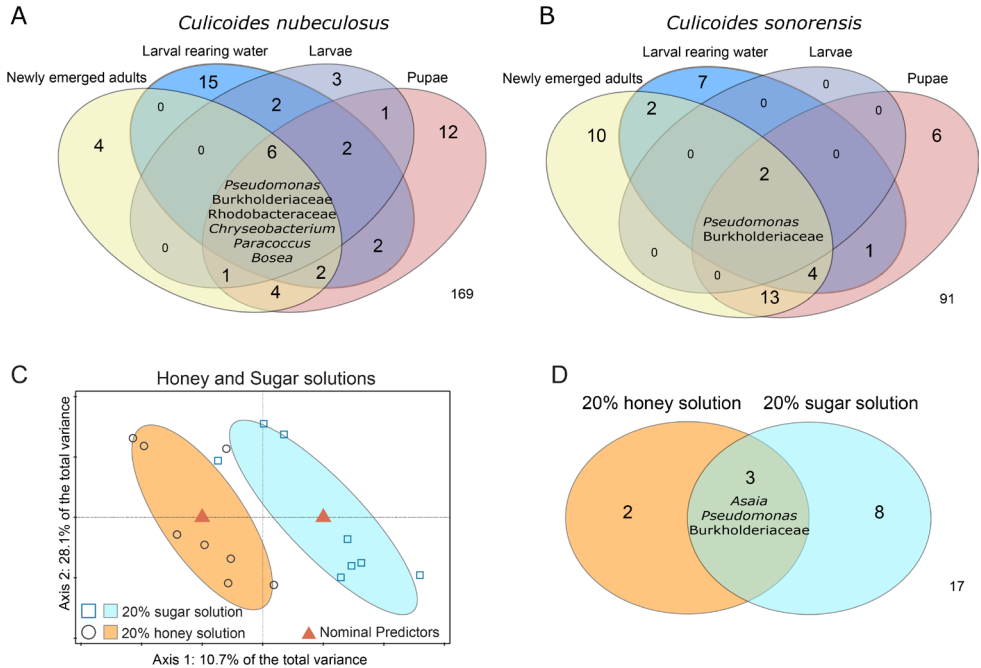 A
Culicoides nubeculosus
Larval rearing water
Larvae
Newly emerged adults
Pupae
15
3
0
2
1
12
4
0
6
2
Pseudomonas
Burkholderiaceae
Rhodobacteraceae
Chryseobacterium
Paracoccus
Bosea
0
2
1
2
4
169
B
Culicoides sonorensis
Larval rearing water
Larvae
Newly emerged adults
Pupae
7
0
2
0
0
10
6
0
0
2
Pseudomonas
Burkholderiaceae
0
1
0
4
13
91
C
Honey and Sugar solutions
Axis 2: 28.1% of the total variance
20% sugar solution
20% honey solution
Nominal Predictors
Axis 1: 10.7% of the total variance
D
20% honey solution
20% sugar solution
3
2
Asaia
Pseudomonas
Burkholderiaceae
8
17